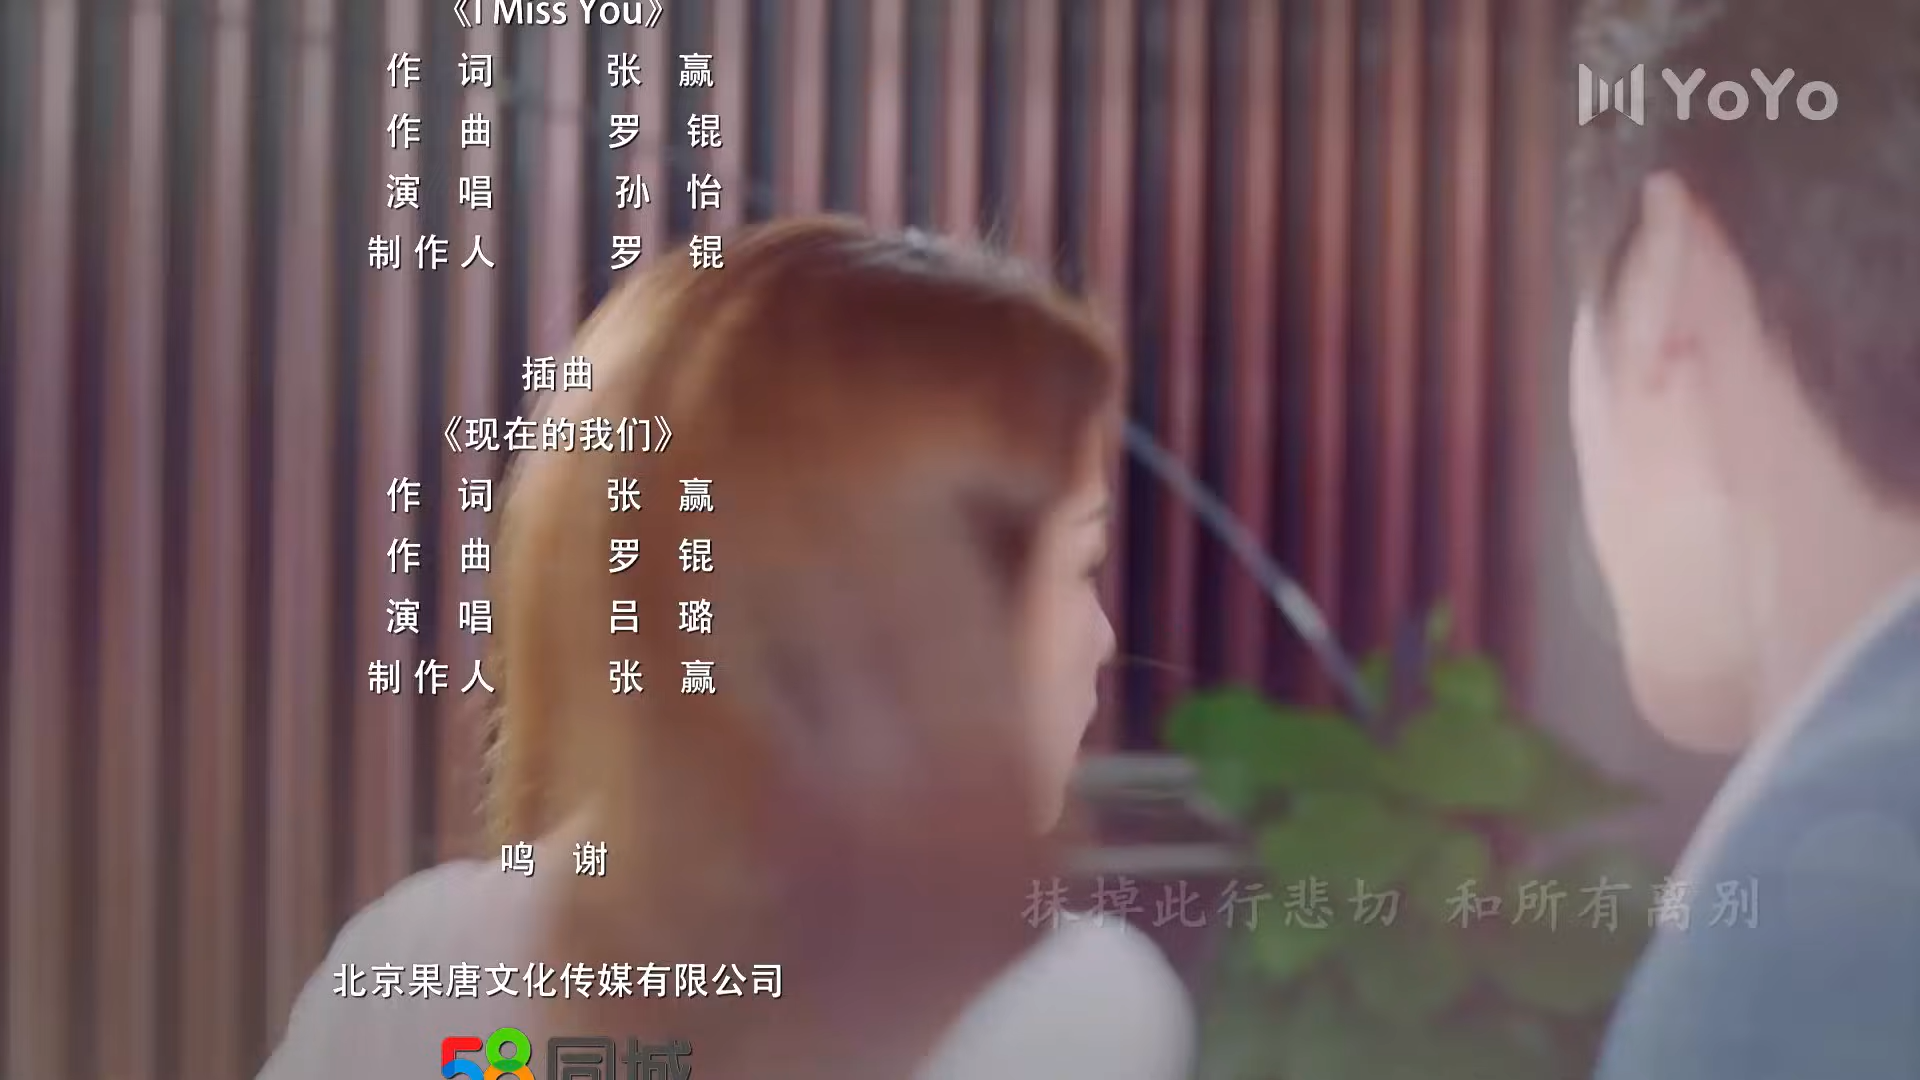 《I Miss You》
作 词 张 赢
YoYo
作 曲 罗 锟
演 唱 孙 怡
制作人 罗 锟
插曲
《现在的我们》
作 词 张 赢
作 曲 罗 锟
演 唱 吕 璐
制作人 张 赢
鸣 谢
抹掉此行悲切 和所有离别
北京果唐文化传媒有限公司
58同城